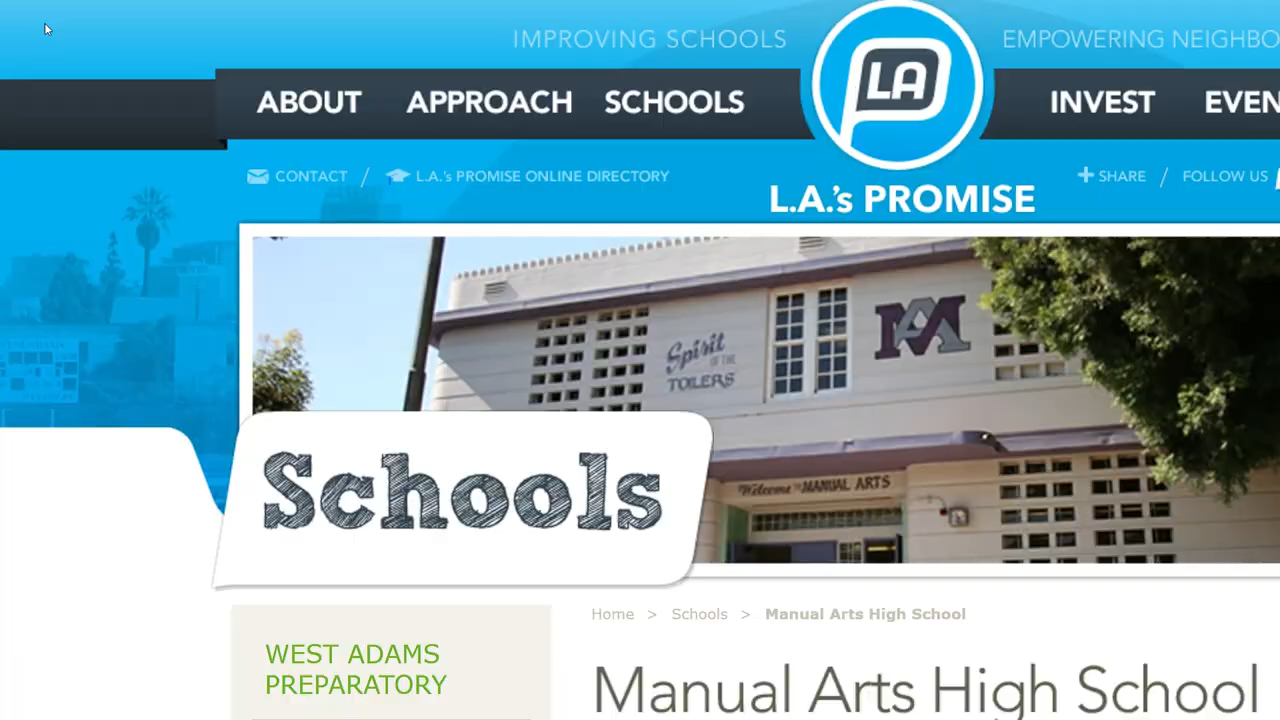 IMPROVING SCHOOLS
EMPOWERING NEIGHBO
ABOUT APPROACH SCHOOLS LA INVEST EVEN
CONTACT / L.A.'s PROMISE ONLINE DIRECTORY
+ SHARE / FOLLOW US
L.A.'s PROMISE
Spirit
OF THE
TOILERS
MA
Welcome to MANUAL ARTS
Schools
Home > Schools > Manual Arts High School
WEST ADAMS
PREPARATORY
Manual Arts High School